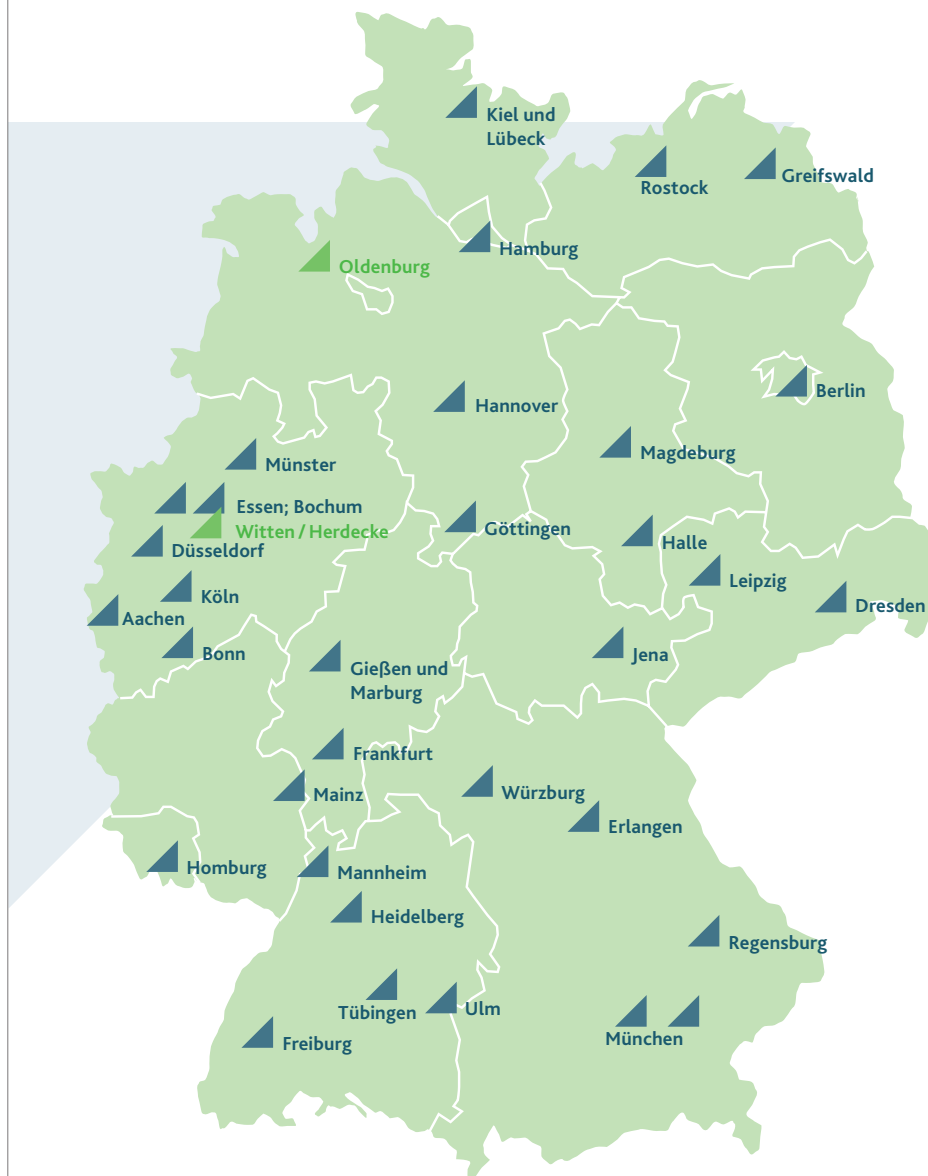 Kiel und
Lübeck
Rostock
Greifswald
Hamburg
Oldenburg
Berlin
Hannover
Magdeburg
Münster
Essen; Bochum
Witten / Herdecke
Göttingen
Düsseldorf
Halle
Leipzig
Köln
Dresden
Aachen
Bonn
Jena
Gießen und
Marburg
Frankfurt
Mainz
Würzburg
Erlangen
Homburg
Mannheim
Heidelberg
Regensburg
Tübingen
Ulm
München
Freiburg